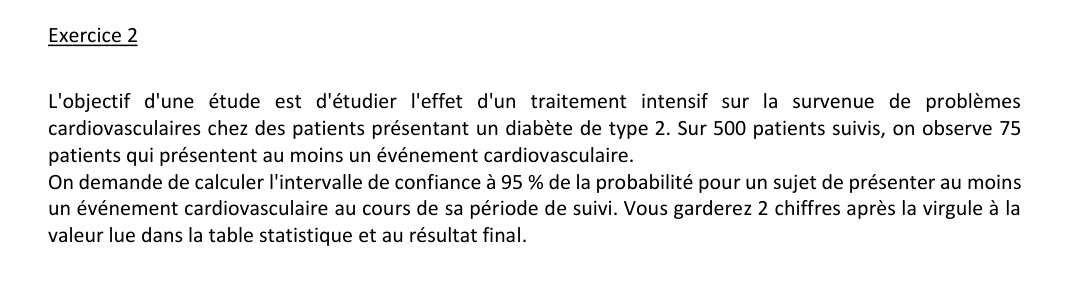 Exercice 2
L'objectif d'une étude est d'étudier l'effet d'un traitement intensif sur la survenue de problèmes
cardiovasculaires chez des patients présentant un diabète de type 2. Sur 500 patients suivis, on observe 75
patients qui présentent au moins un événement cardiovasculaire.
On demande de calculer l'intervalle de confiance à 95 % de la probabilité pour un sujet de présenter au moins
un événement cardiovasculaire au cours de sa période de suivi. Vous garderez 2 chiffres après la virgule à la
valeur lue dans la table statistique et au résultat final.